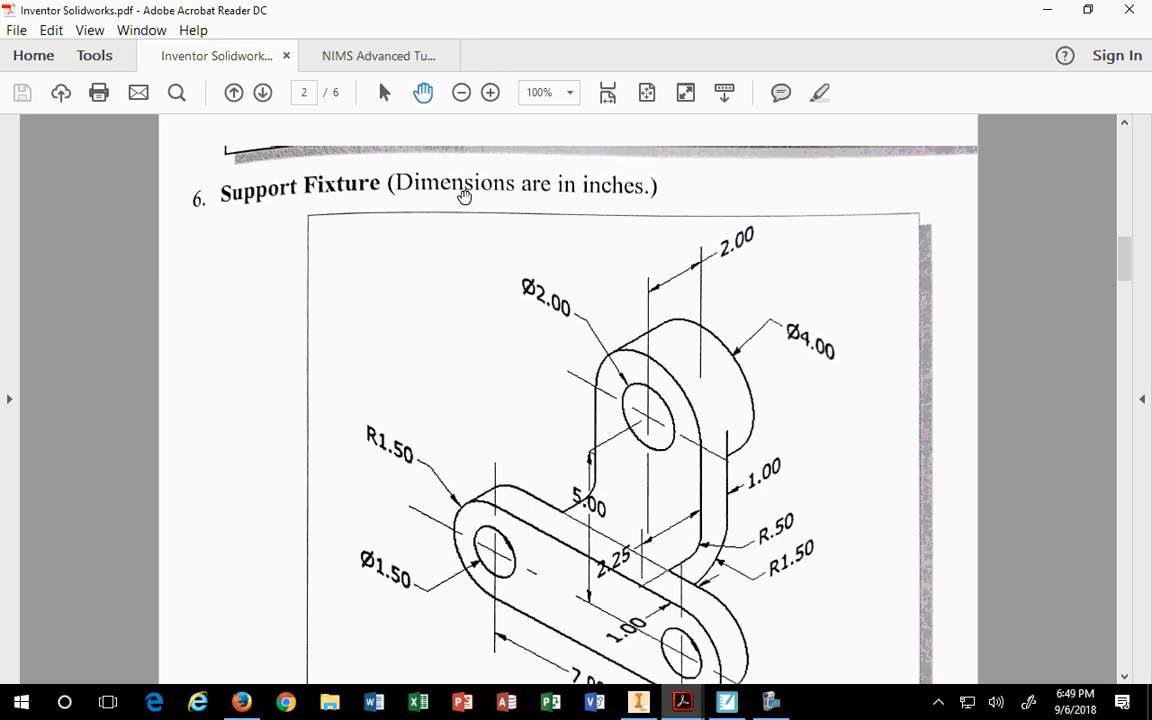 Inventor Solidworks.pdf - Adobe Acrobat Reader DC
File Edit View Window Help
Home Tools Inventor Solidwork... × NIMS Advanced Tu... ? Sign In
2 / 6 100%
6. Support Fixture (Dimensions are in inches.)
2.00
Ø2.00
Ø4.00
R1.50
1.00
5.00
R.50
2.25
R1.50
Ø1.50
1.00
6:49 PM
9/6/2018